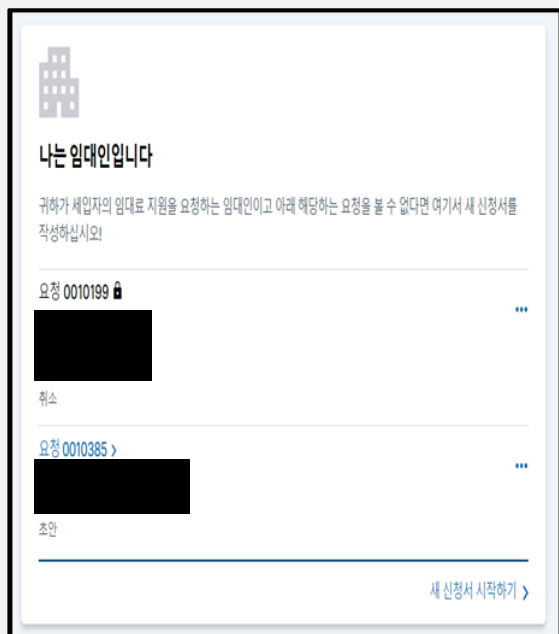 나는 임대인입니다
귀하가 세입자의 임대료 지원을 요청하는 임대인이고 아래 해당하는 요청을 볼 수 없다면 여기서 새 신청서를
작성하십시오!
요청 0010199
취소
요청 0010385 >
초안
새 신청서 시작하기 >